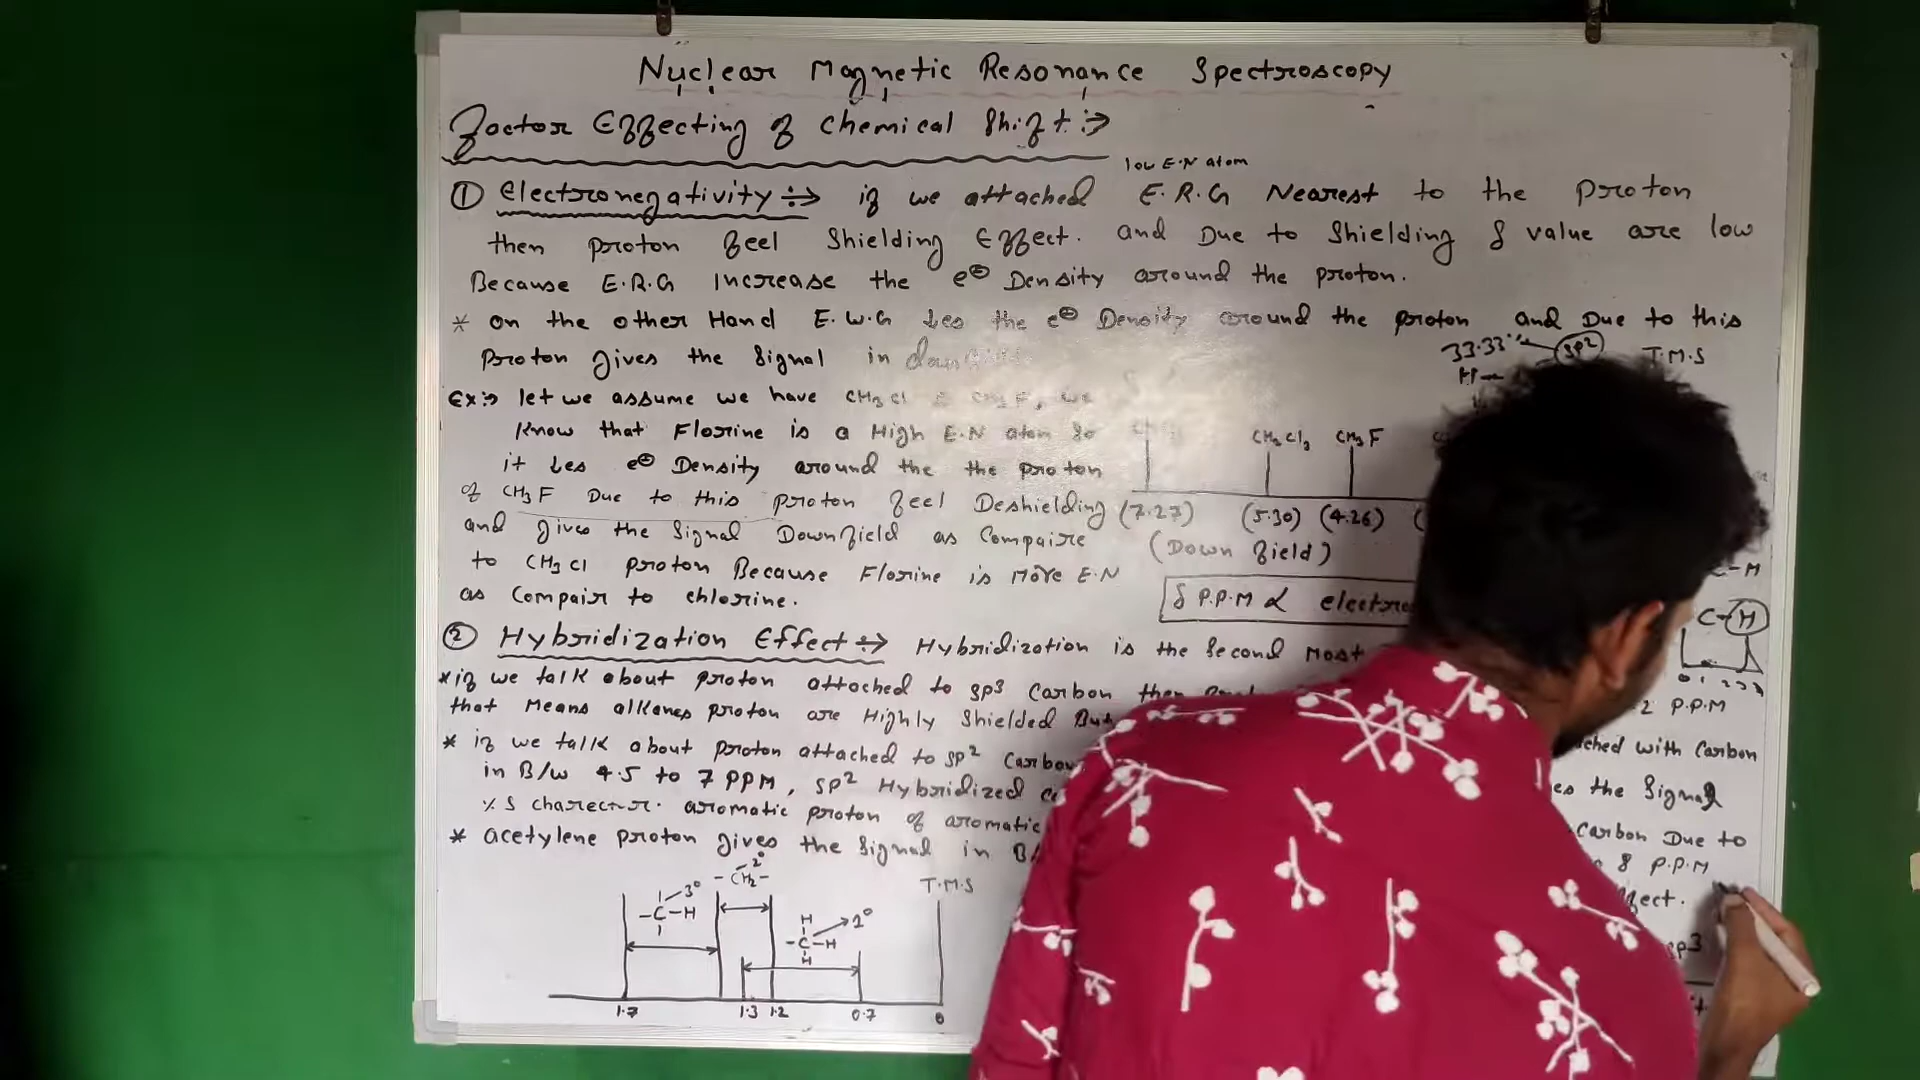 Nuclear Magnetic Resonance Spectroscopy
Factor Effecting of Chemical Shift :→
low E.N atom
① Electronegativity ÷→ if we attached E.R.G Nearest to the proton
then proton feel Shielding Effect. and Due to Shielding δ value are low
Because E.R.G Increase the e⊖ Density around the proton.
* on the other Hand E.W.G Les the e⊖ Density around the proton and Due to this
Proton gives the Signal in
33.33% sp² T.M.S
H
Ex:→ let we assume we have CH3Cl & CH3F, we
Know that Florine is a High E.N atom So
CH2Cl2 CH3F
it Les e⊖ Density around the the proton
of CH3F Due to this proton feel Deshielding
(7.27) (5.30) (4.26)
and gives the Signal Downfield as Compaire
(Down field)
to CH3Cl proton Because Florine is More E.N
C-H
as Compair to chlorine.
δ P.P.M ∝
C-H
② Hybridization Effect ÷→ Hybridization is the Second Most
*if we talk about proton attached to sp³ Carbon then
0 1 2
that Means alkanes proton are Highly Shielded
2 P.P.M
* if we talk about proton attached to sp² Carbon
with Carbon
in B/w 4.5 to 7 PPM, sp² Hybridized
the Signal
% S charecter. aromatic proton of aromatic
Carbon Due to
* acetylene proton gives the Signal in
8 P.P.M
2°
-CH2-
T.M.S
3°
-C-H
H
-C-H 2°
H
sp3
1.7 1.3 1.2 0.7 0